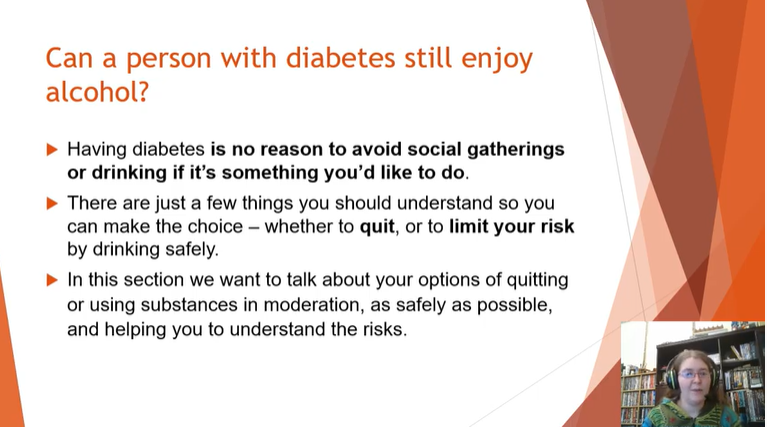 Can a person with diabetes still enjoy
alcohol?
Having diabetes is no reason to avoid social gatherings
or drinking if it's something you'd like to do.
There are just a few things you should understand so you
can make the choice – whether to quit, or to limit your risk
by drinking safely.
In this section we want to talk about your options of quitting
or using substances in moderation, as safely as possible,
and helping you to understand the risks.